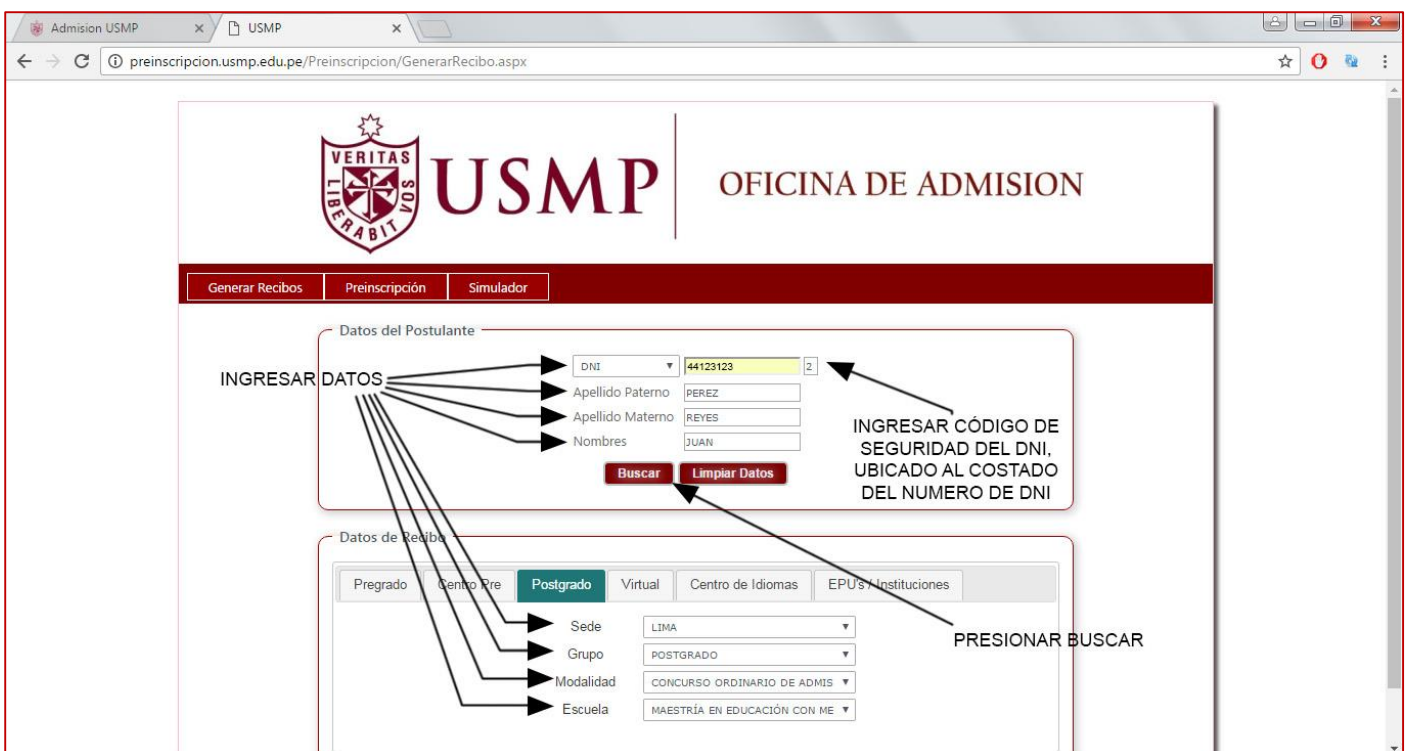 Admision USMP
USMP
preinscripcion.usmp.edu.pe/Preinscripcion/GenerarRecibo.aspx
VERITAS
LIBERABIT VOS
USMP
OFICINA DE ADMISION
Generar Recibos Preinscripción Simulador
Datos del Postulante
INGRESAR DATOS
DNI 44123123 2
Apellido Paterno PEREZ
Apellido Materno REYES
Nombres JUAN
Buscar Limpiar Datos
INGRESAR CÓDIGO DE
SEGURIDAD DEL DNI,
UBICADO AL COSTADO
DEL NUMERO DE DNI
Datos de Recibo
Pregrado Centro Pre Postgrado Virtual Centro de Idiomas EPU's / Instituciones
Sede LIMA
Grupo POSTGRADO
Modalidad CONCURSO ORDINARIO DE ADMIS
Escuela MAESTRÍA EN EDUCACIÓN CON ME
PRESIONAR BUSCAR